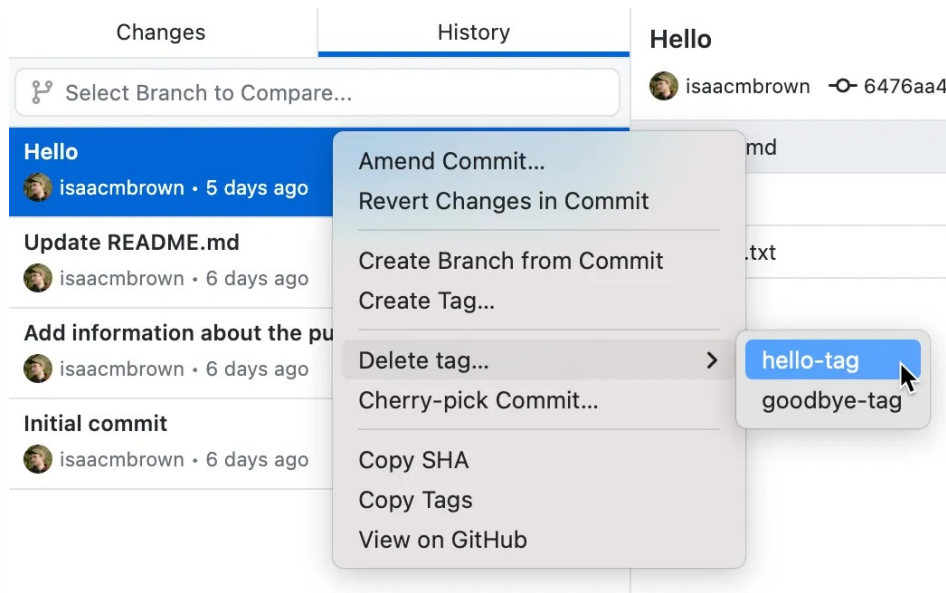 Changes
History
Select Branch to Compare...
Hello
isaacmbrown • 5 days ago
Update README.md
isaacmbrown • 6 days ago
Add information about the pu
isaacmbrown • 6 days ago
Initial commit
isaacmbrown • 6 days ago
Amend Commit...
Revert Changes in Commit
Create Branch from Commit
Create Tag...
Delete tag...
Cherry-pick Commit...
Copy SHA
Copy Tags
View on GitHub
hello-tag
goodbye-tag
Hello
isaacmbrown 6476aa4
md
.txt